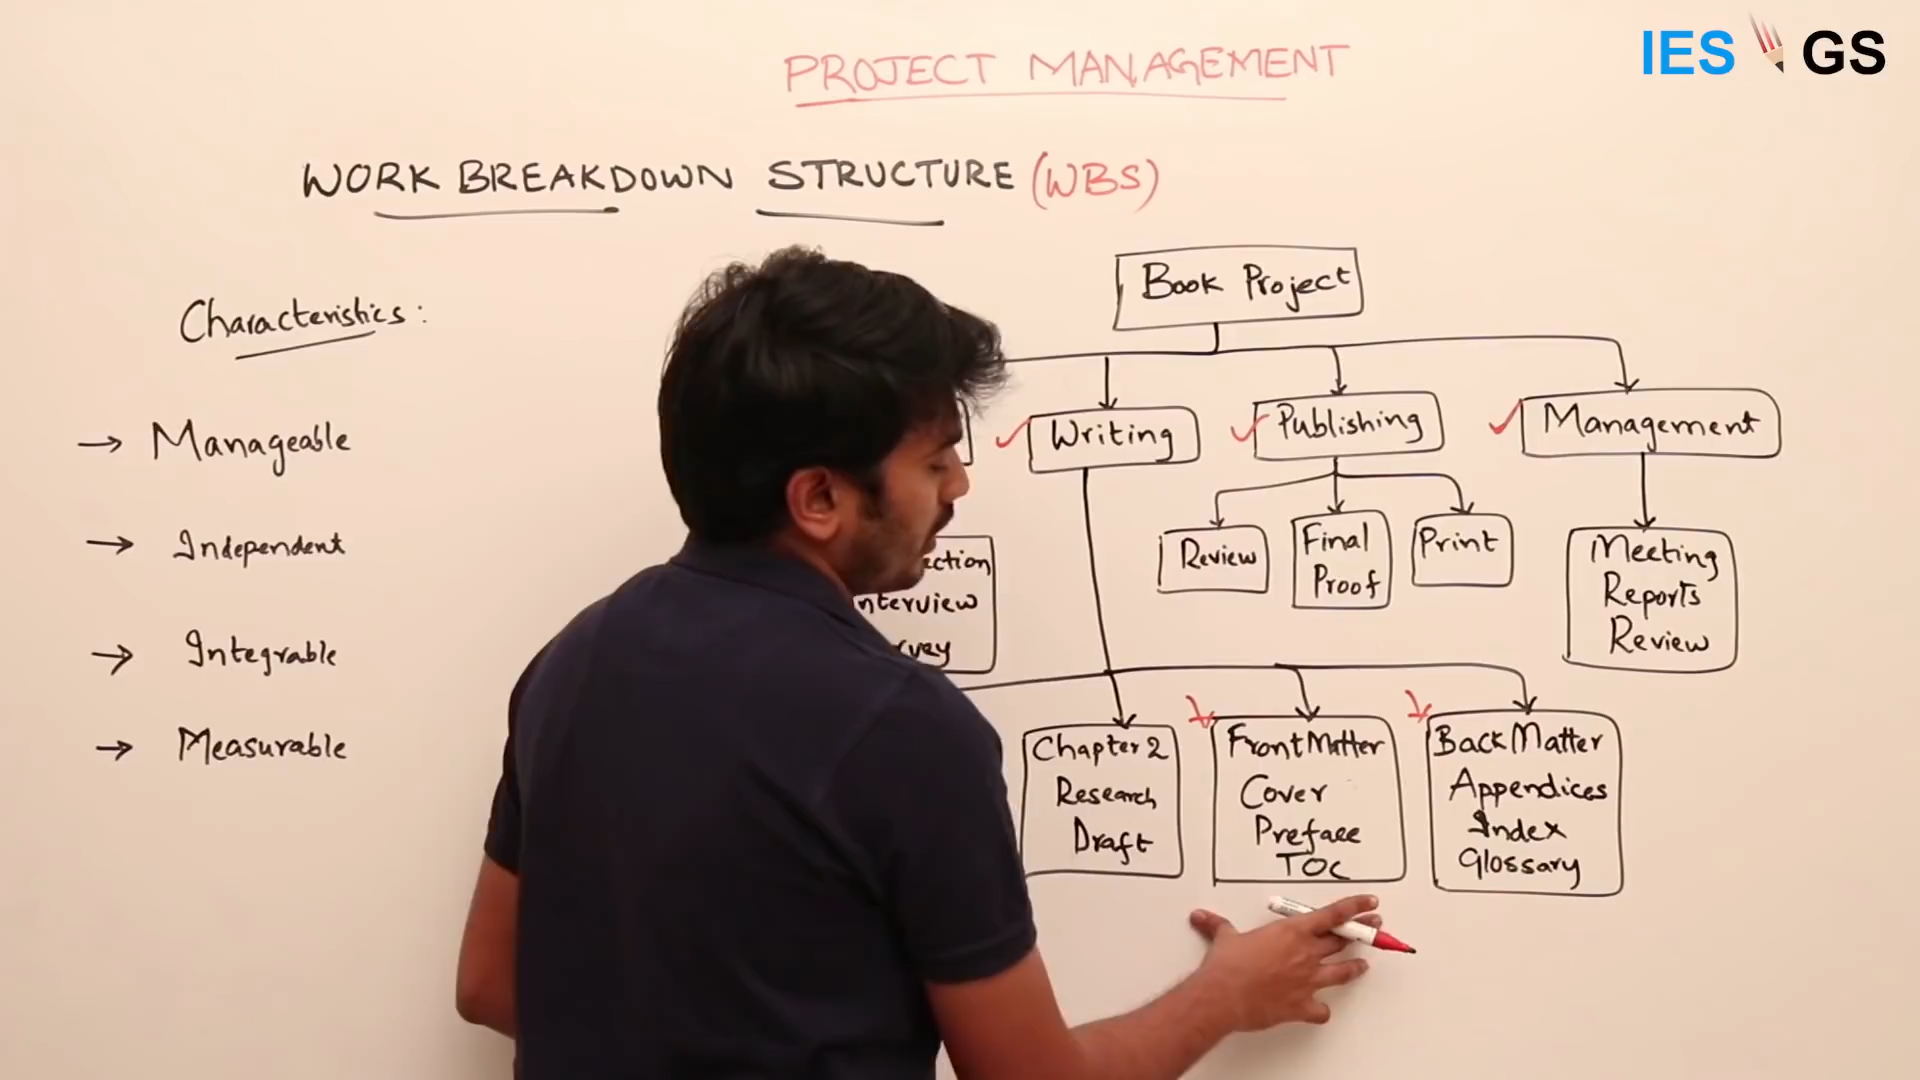 IES GS
PROJECT MANAGEMENT
WORK BREAKDOWN STRUCTURE (WBS)
Characteristics:
→ Manageable
→ Independent
→ Integrable
→ Measurable
Book Project
Writing
Publishing
Management
Review
Final
Proof
Print
Meeting
Reports
Review
Chapter 2
Research
Draft
Front Matter
Cover
Preface
TOC
Back Matter
Appendices
Index
Glossary